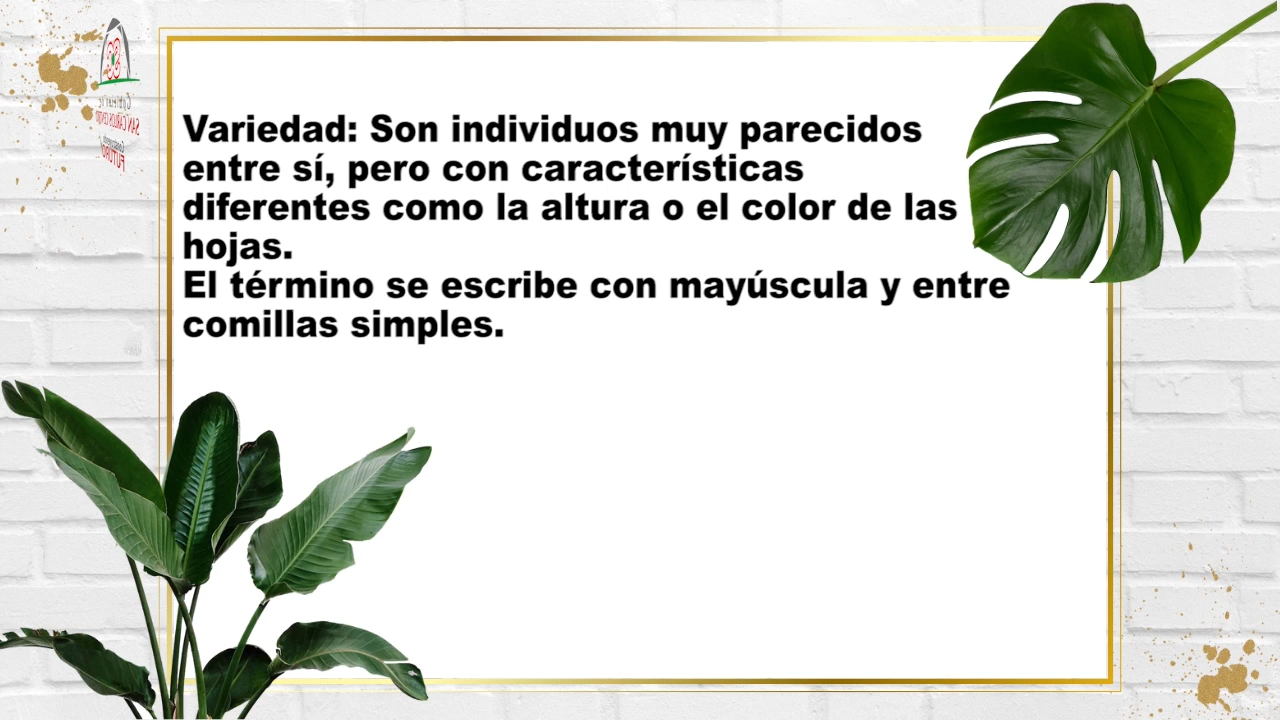 Variedad: Son individuos muy parecidos
entre sí, pero con características
diferentes como la altura o el color de las
hojas.
El término se escribe con mayúscula y entre
comillas simples.
FUTURO